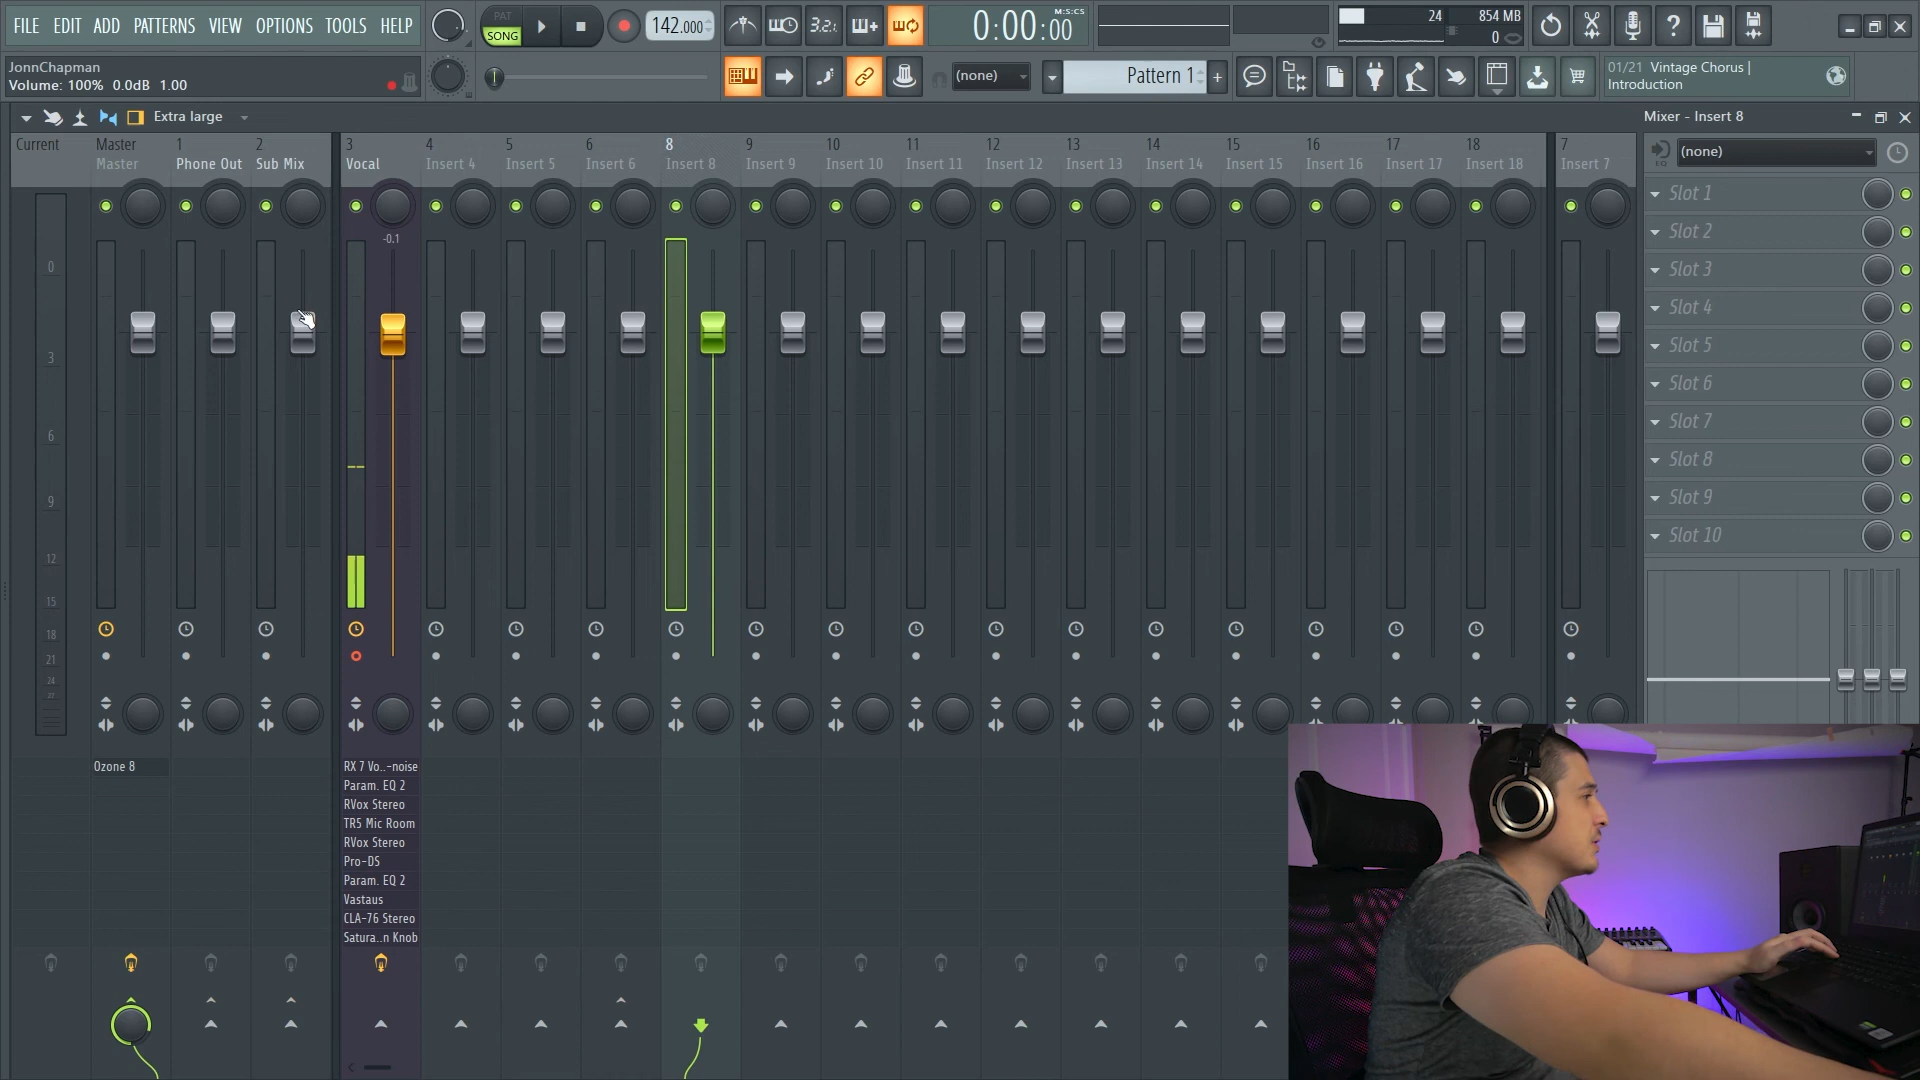 FILE EDIT ADD PATTERNS VIEW OPTIONS TOOLS HELP
PAT
SONG
142.000
3.2.1
0:00:00
M:S:CS
24
854 MB
0
JonnChapman
Volume: 100% 0.0dB 1.00
(none)
Pattern 1
+
01/21 Vintage Chorus |
Introduction
Extra large
Mixer - Insert 8
Current
Master
Master
1
Phone Out
2
Sub Mix
3
Vocal
4
Insert 4
5
Insert 5
6
Insert 6
8
Insert 8
9
Insert 9
10
Insert 10
11
Insert 11
12
Insert 12
13
Insert 13
14
Insert 14
15
Insert 15
16
Insert 16
17
Insert 17
18
Insert 18
7
Insert 7
(none)
EQ
Slot 1
Slot 2
Slot 3
Slot 4
Slot 5
Slot 6
Slot 7
Slot 8
Slot 9
Slot 10
-0.1
0
3
6
9
12
15
18
21
24
27
Ozone 8
RX 7 Vo..-noise
Param. EQ 2
RVox Stereo
TR5 Mic Room
RVox Stereo
Pro-DS
Param. EQ 2
Vastaus
CLA-76 Stereo
Satura..n Knob